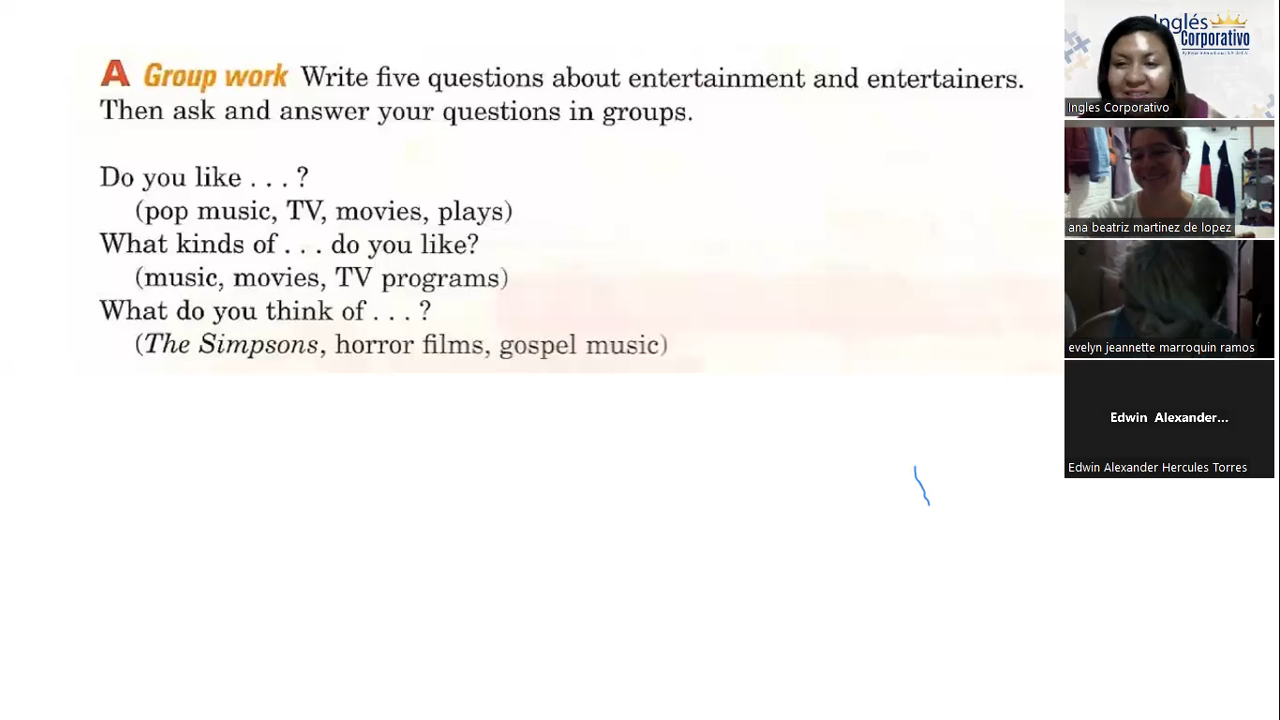 A Group work Write five questions about entertainment and entertainers.
Then ask and answer your questions in groups.
Do you like . . . ?
(pop music, TV, movies, plays)
What kinds of . . . do you like?
(music, movies, TV programs)
What do you think of . . . ?
(The Simpsons, horror films, gospel music)
Inglés
Corporativo
Ingles Corporativo
ana beatriz martinez de lopez
evelyn jeannette marroquin ramos
Edwin Alexander...
Edwin Alexander Hercules Torres